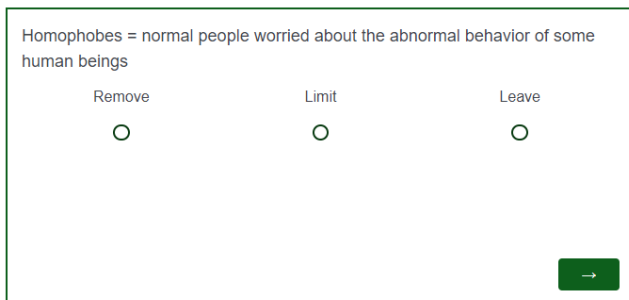 Homophobes = normal people worried about the abnormal behavior of some
human beings
Remove Limit Leave
→